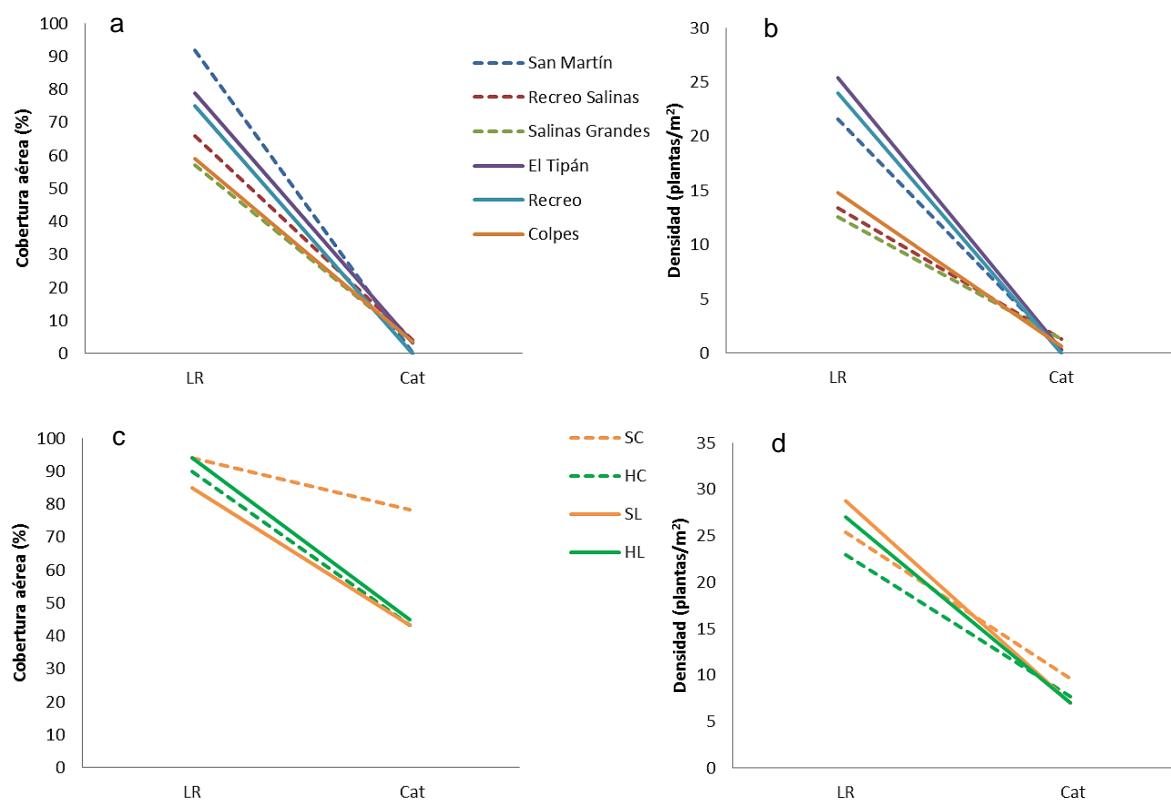 a
Cobertura aérea (%)
100
90
80
70
60
50
40
30
20
10
0
LR
Cat
San Martín
Recreo Salinas
Salinas Grandes
El Tipán
Recreo
Colpes
b
Densidad (plantas/m²)
30
25
20
15
10
5
0
LR
Cat
c
Cobertura aérea (%)
100
90
80
70
60
50
40
30
20
10
0
LR
Cat
SC
HC
SL
HL
d
Densidad (plantas/m²)
35
30
25
20
15
10
5
0
LR
Cat